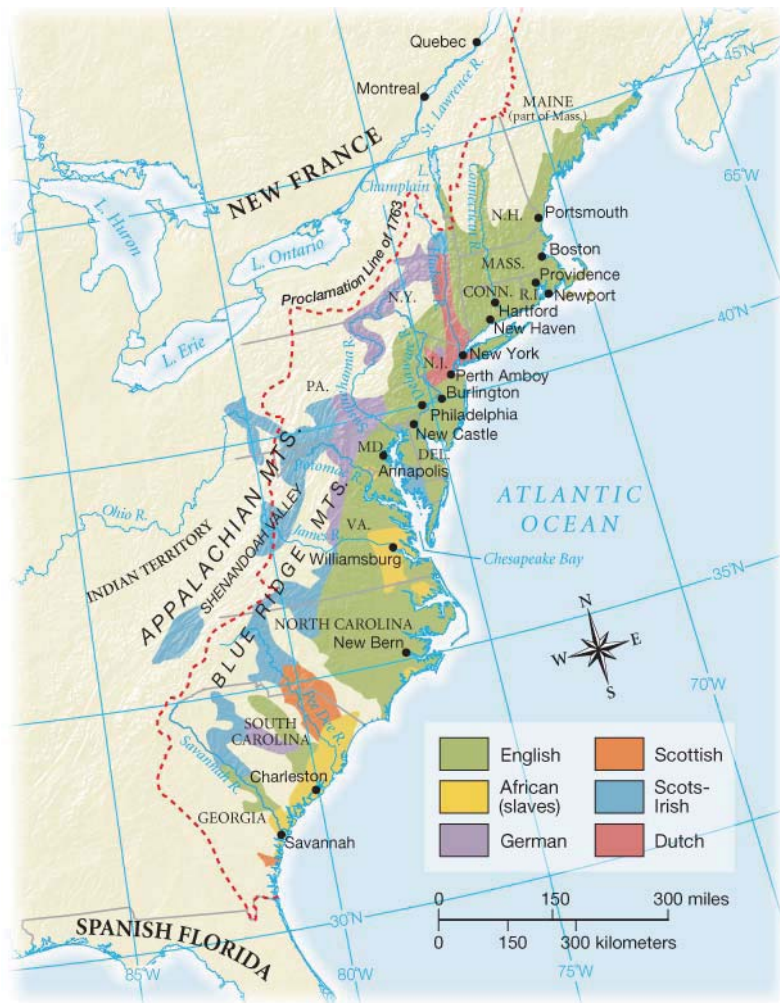 Quebec
45°N
Montreal
St. Lawrence R.
MAINE
(part of Mass.)
NEW FRANCE
L. Champlain
Connecticut R.
65°W
L. Huron
N.H.
Portsmouth
L. Ontario
Proclamation Line of 1763
Boston
MASS.
Providence
N.Y.
CONN.
R.I.
Newport
Hartford
40°N
New Haven
L. Erie
New York
N.J.
PA.
Perth Amboy
Burlington
Philadelphia
New Castle
MD.
DEL.
Annapolis
Potomac R.
ATLANTIC
OCEAN
Ohio R.
APPALACHIAN MTS.
SHENANDOAH VALLEY
BLUE RIDGE MTS.
VA.
James R.
INDIAN TERRITORY
Williamsburg
Chesapeake Bay
35°N
N
W
E
S
NORTH CAROLINA
New Bern
70°W
Pee Dee R.
SOUTH
CAROLINA
Savannah R.
Charleston
GEORGIA
Savannah
English
Scottish
African
(slaves)
Scots-
Irish
German
Dutch
0 150 300 miles
0 150 300 kilometers
30°N
SPANISH FLORIDA
85°W
80°W
75°W